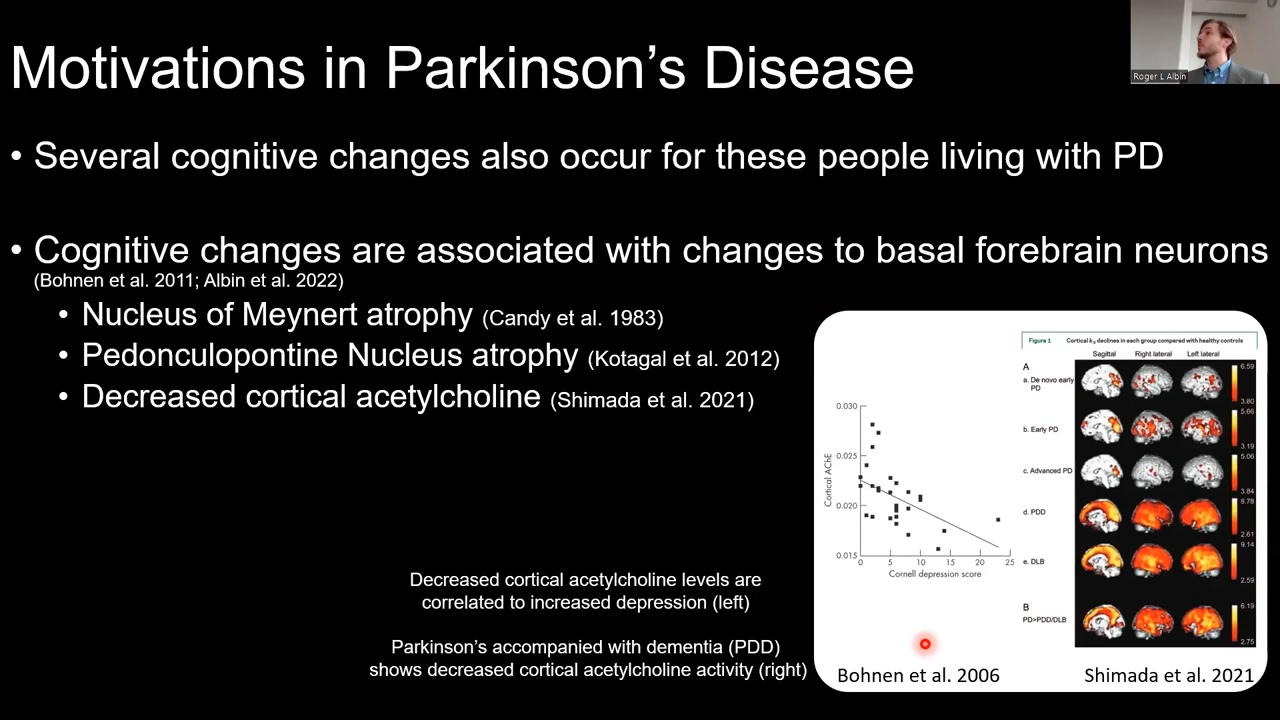 Motivations in Parkinson's Disease
Roger L Albin
• Several cognitive changes also occur for these people living with PD
• Cognitive changes are associated with changes to basal forebrain neurons
(Bohnen et al. 2011; Albin et al. 2022)
• Nucleus of Meynert atrophy (Candy et al. 1983)
• Pedonculopontine Nucleus atrophy (Kotagal et al. 2012)
• Decreased cortical acetylcholine (Shimada et al. 2021)
Decreased cortical acetylcholine levels are
correlated to increased depression (left)
Parkinson's accompanied with dementia (PDD)
shows decreased cortical acetylcholine activity (right)
0.030
0.025
0.020
0.015
Cortical AChE
0 5 10 15 20 25
Cornell depression score
Bohnen et al. 2006
Figure 1 Cortical k3 declines in each group compared with healthy controls
Sagittal Right lateral Left lateral
A
a. De novo early
PD
6.59
3.80
b. Early PD
5.66
3.19
c. Advanced PD
5.06
3.84
d. PDD
8.78
2.61
e. DLB
9.14
2.59
B
PD>PDD/DLB
6.19
2.75
Shimada et al. 2021